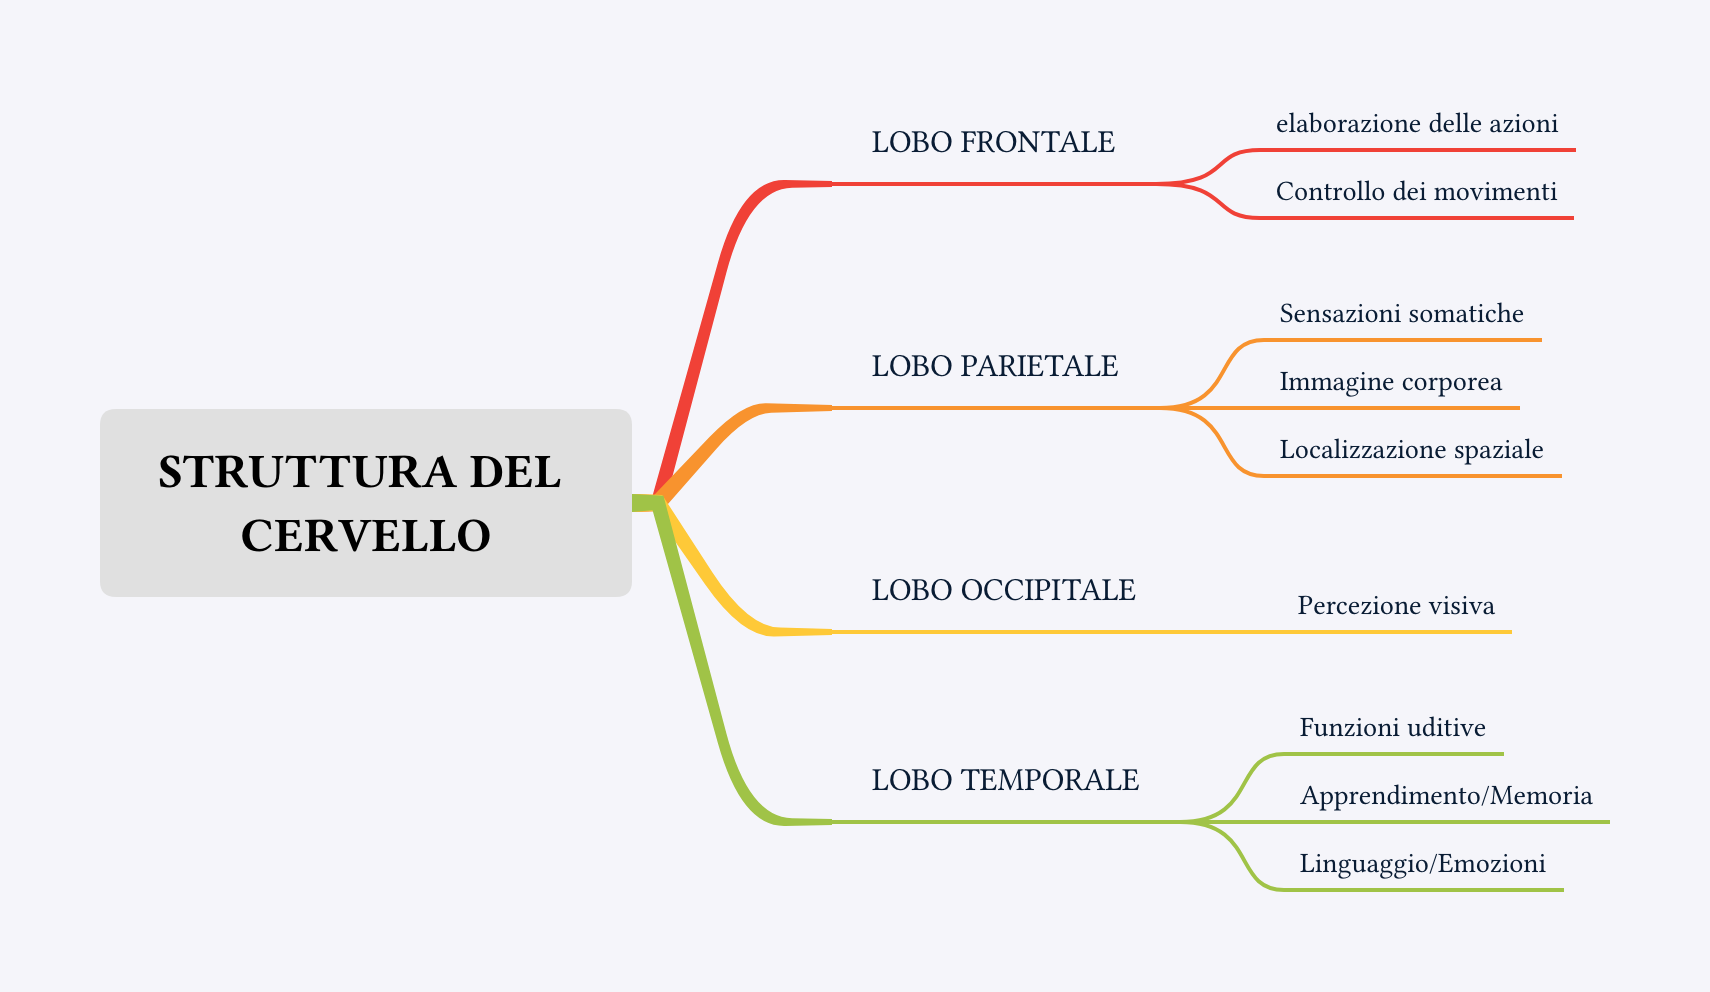 STRUTTURA DEL
CERVELLO
LOBO FRONTALE
elaborazione delle azioni
Controllo dei movimenti
LOBO PARIETALE
Sensazioni somatiche
Immagine corporea
Localizzazione spaziale
LOBO OCCIPITALE
Percezione visiva
LOBO TEMPORALE
Funzioni uditive
Apprendimento/Memoria
Linguaggio/Emozioni